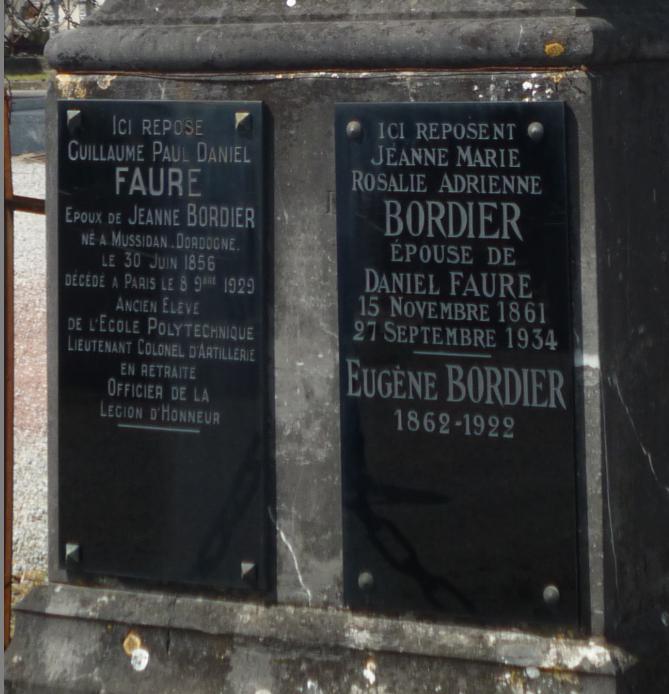 ICI REPOSE
GUILLAUME PAUL DANIEL
FAURE
EPOUX DE JEANNE BORDIER
NÉ A MUSSIDAN. DORDOGNE.
LE 30 JUIN 1856
DÉCÉDÉ A PARIS LE 8 9BRE 1929
ANCIEN ELÈVE
DE L'ECOLE POLYTECHNIQUE
LIEUTENANT COLONEL D'ARTILLERIE
EN RETRAITE
OFFICIER DE LA
LEGION D'HONNEUR
ICI REPOSENT
JEANNE MARIE
ROSALIE ADRIENNE
BORDIER
ÉPOUSE DE
DANIEL FAURE
15 NOVEMBRE 1861
27 SEPTEMBRE 1934
EUGÈNE BORDIER
1862-1922